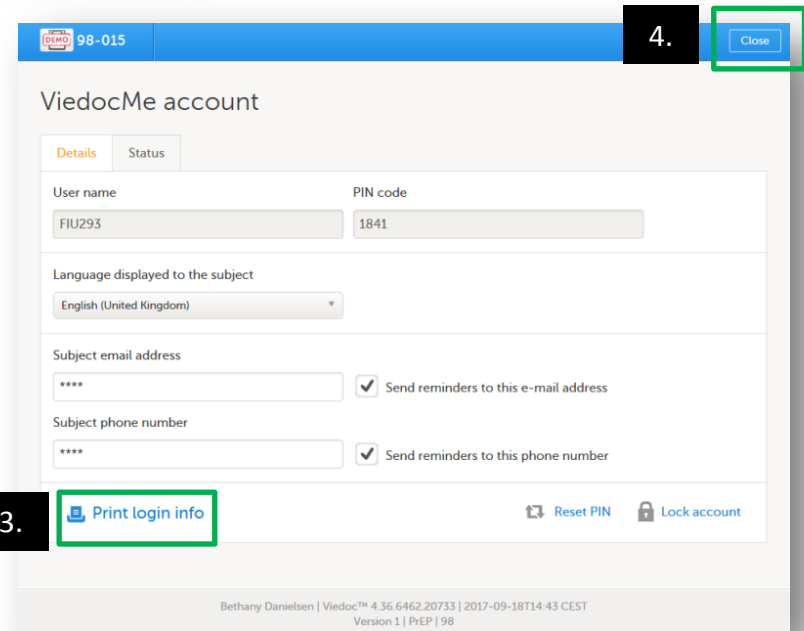 4.
DEMO 98-015
Close
ViedocMe account
Details Status
User name PIN code
FIU293 1841
Language displayed to the subject
English (United Kingdom)
Subject email address
**** Send reminders to this e-mail address
Subject phone number
**** Send reminders to this phone number
3.
Print login info Reset PIN Lock account
Bethany Danielsen | Viedoc™ 4.36.6462.20733 | 2017-09-18T14:43 CEST
Version 1 | PrEP | 98